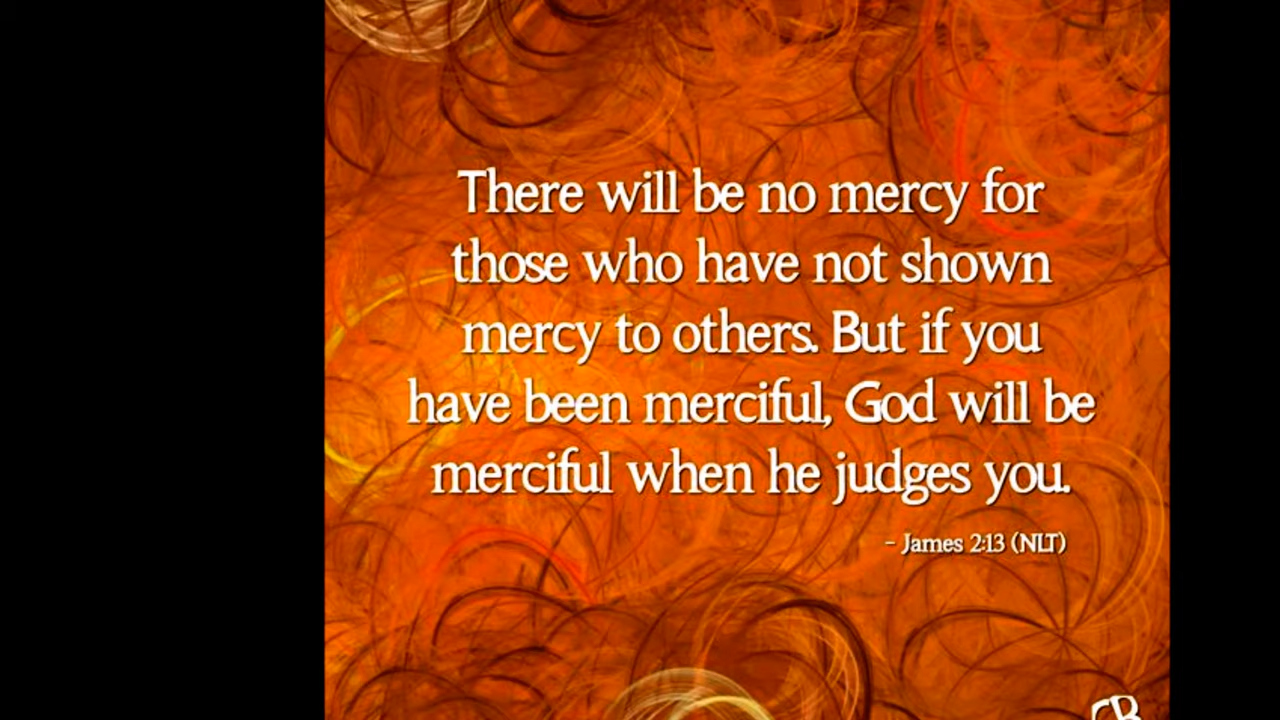 There will be no mercy for
those who have not shown
mercy to others. But if you
have been merciful, God will be
merciful when he judges you.
- James 2:13 (NLT)